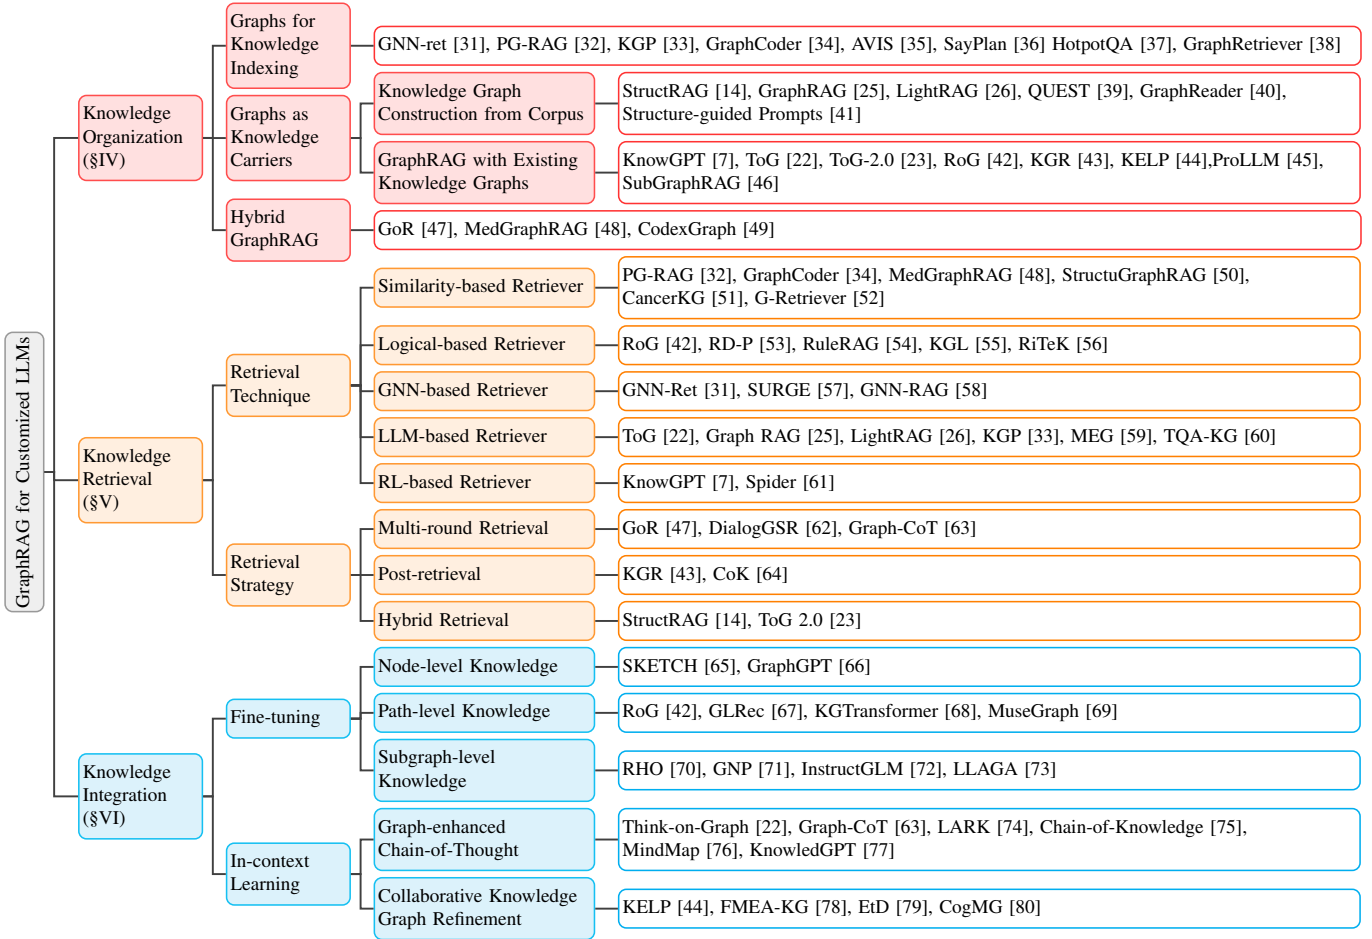 GraphRAG for Customized LLMs
Knowledge
Organization
(§IV)
Graphs for
Knowledge
Indexing
GNN-ret [31], PG-RAG [32], KGP [33], GraphCoder [34], AVIS [35], SayPlan [36] HotpotQA [37], GraphRetriever [38]
Graphs as
Knowledge
Carriers
Knowledge Graph
Construction from Corpus
StructRAG [14], GraphRAG [25], LightRAG [26], QUEST [39], GraphReader [40],
Structure-guided Prompts [41]
GraphRAG with Existing
Knowledge Graphs
KnowGPT [7], ToG [22], ToG-2.0 [23], RoG [42], KGR [43], KELP [44],ProLLM [45],
SubGraphRAG [46]
Hybrid
GraphRAG
GoR [47], MedGraphRAG [48], CodexGraph [49]
Knowledge
Retrieval
(§V)
Retrieval
Technique
Similarity-based Retriever
PG-RAG [32], GraphCoder [34], MedGraphRAG [48], StructuGraphRAG [50],
CancerKG [51], G-Retriever [52]
Logical-based Retriever
RoG [42], RD-P [53], RuleRAG [54], KGL [55], RiTeK [56]
GNN-based Retriever
GNN-Ret [31], SURGE [57], GNN-RAG [58]
LLM-based Retriever
ToG [22], Graph RAG [25], LightRAG [26], KGP [33], MEG [59], TQA-KG [60]
RL-based Retriever
KnowGPT [7], Spider [61]
Retrieval
Strategy
Multi-round Retrieval
GoR [47], DialogGSR [62], Graph-CoT [63]
Post-retrieval
KGR [43], CoK [64]
Hybrid Retrieval
StructRAG [14], ToG 2.0 [23]
Knowledge
Integration
(§VI)
Fine-tuning
Node-level Knowledge
SKETCH [65], GraphGPT [66]
Path-level Knowledge
RoG [42], GLRec [67], KGTransformer [68], MuseGraph [69]
Subgraph-level
Knowledge
RHO [70], GNP [71], InstructGLM [72], LLAGA [73]
In-context
Learning
Graph-enhanced
Chain-of-Thought
Think-on-Graph [22], Graph-CoT [63], LARK [74], Chain-of-Knowledge [75],
MindMap [76], KnowledGPT [77]
Collaborative Knowledge
Graph Refinement
KELP [44], FMEA-KG [78], EtD [79], CogMG [80]